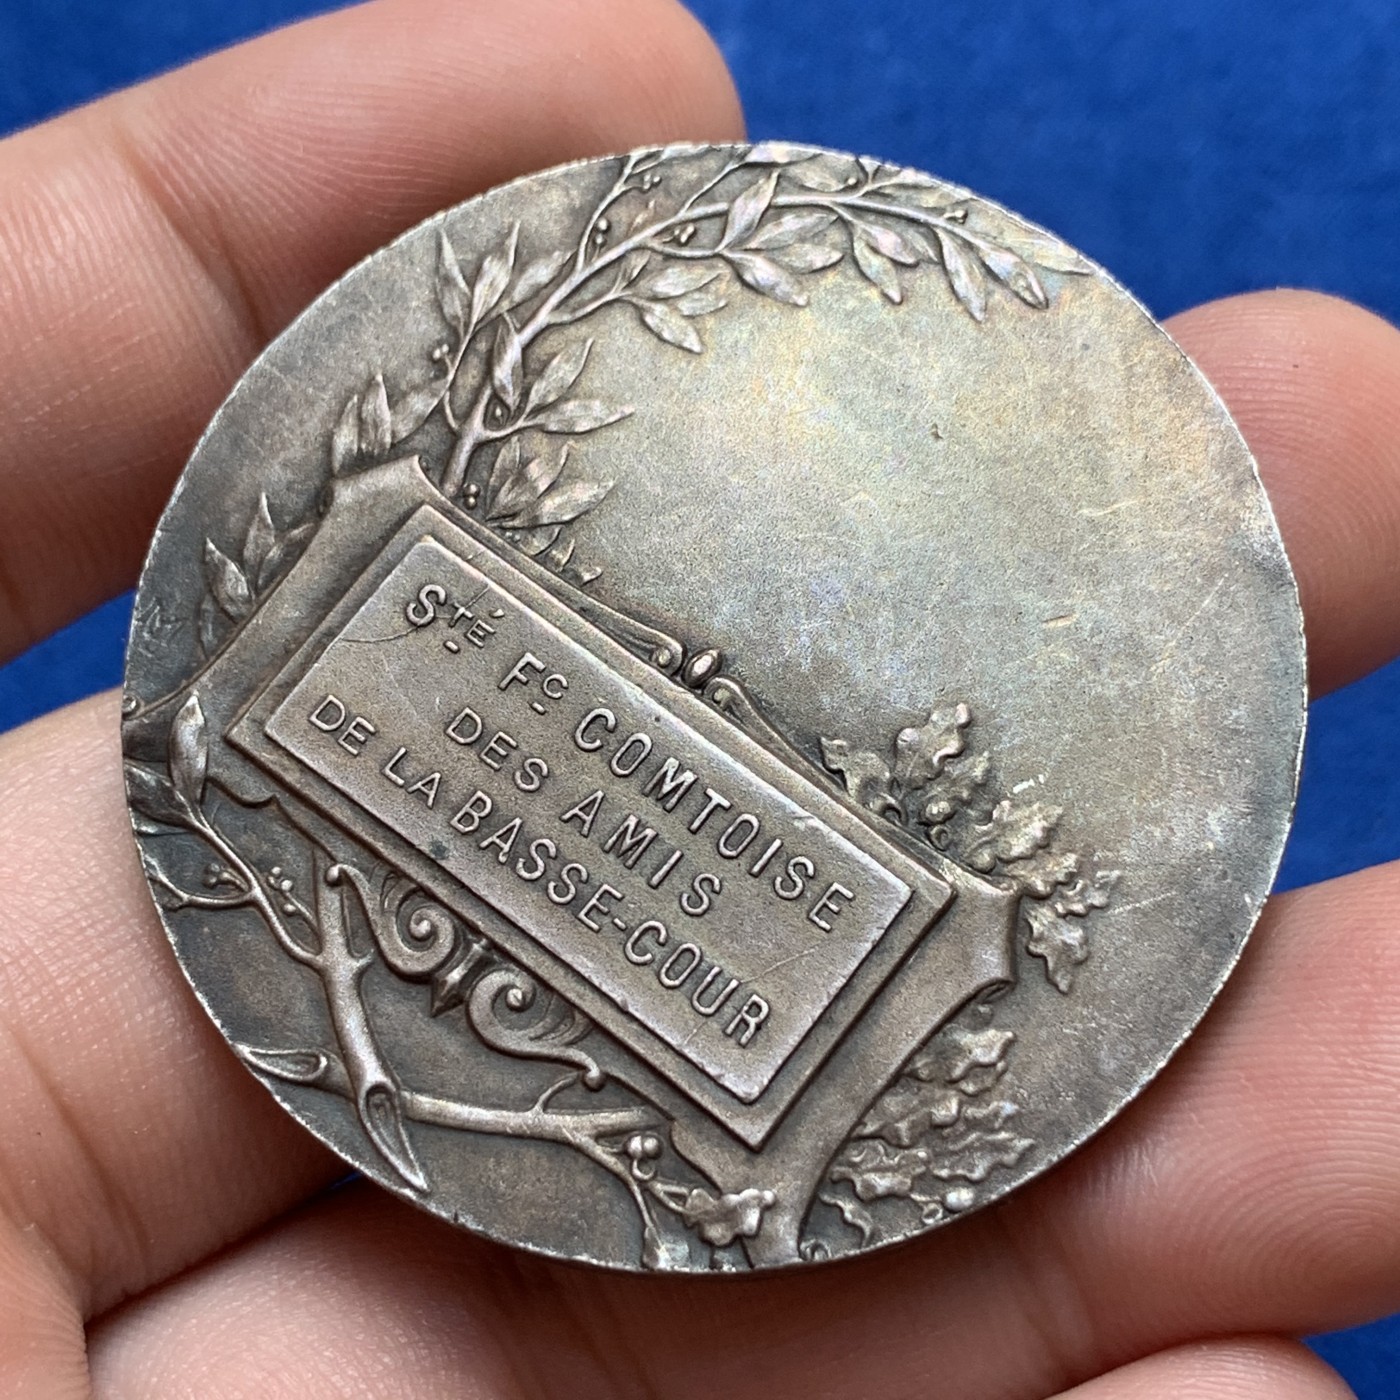 Sᵗᵉ́ Fᶜ COMTOISE
DES AMIS
DE LA BASSE-COUR